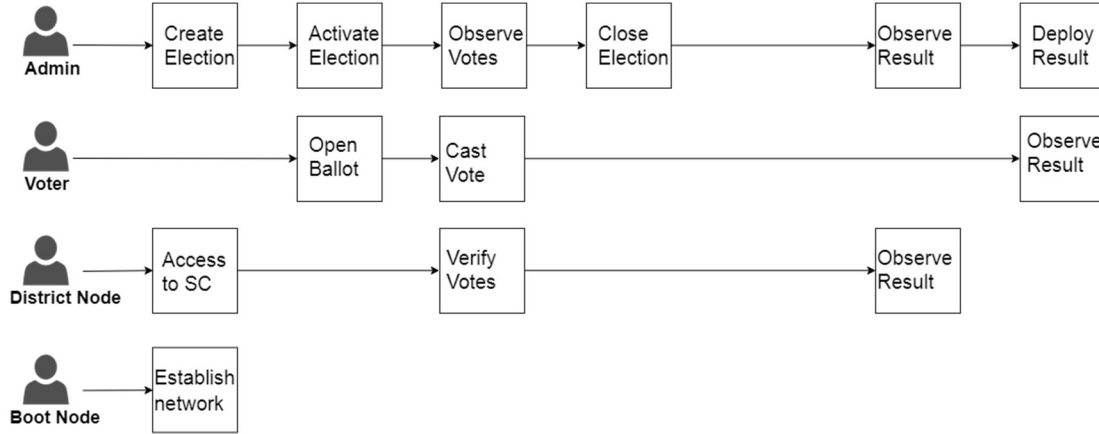 Create
Election
Activate
Election
Observe
Votes
Close
Election
Observe
Result
Deploy
Result
Admin
Open
Ballot
Cast
Vote
Observe
Result
Voter
Access
to SC
Verify
Votes
Observe
Result
District Node
Establish
network
Boot Node